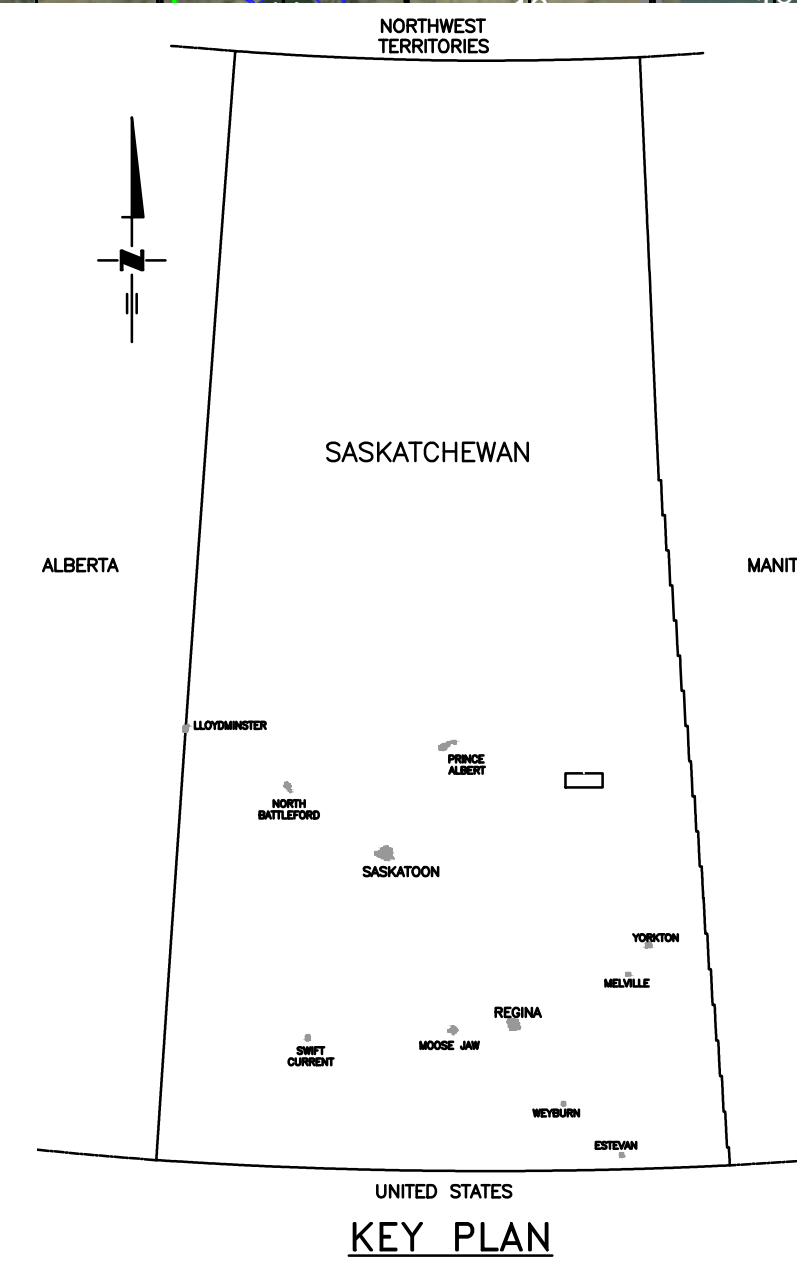 NORTHWEST
TERRITORIES
N
SASKATCHEWAN
ALBERTA
MANIT
LLOYDMINSTER
PRINCE
ALBERT
NORTH
BATTLEFORD
SASKATOON
YORKTON
MELVILLE
REGINA
MOOSE JAW
SWIFT
CURRENT
WEYBURN
ESTEVAN
UNITED STATES
KEY PLAN